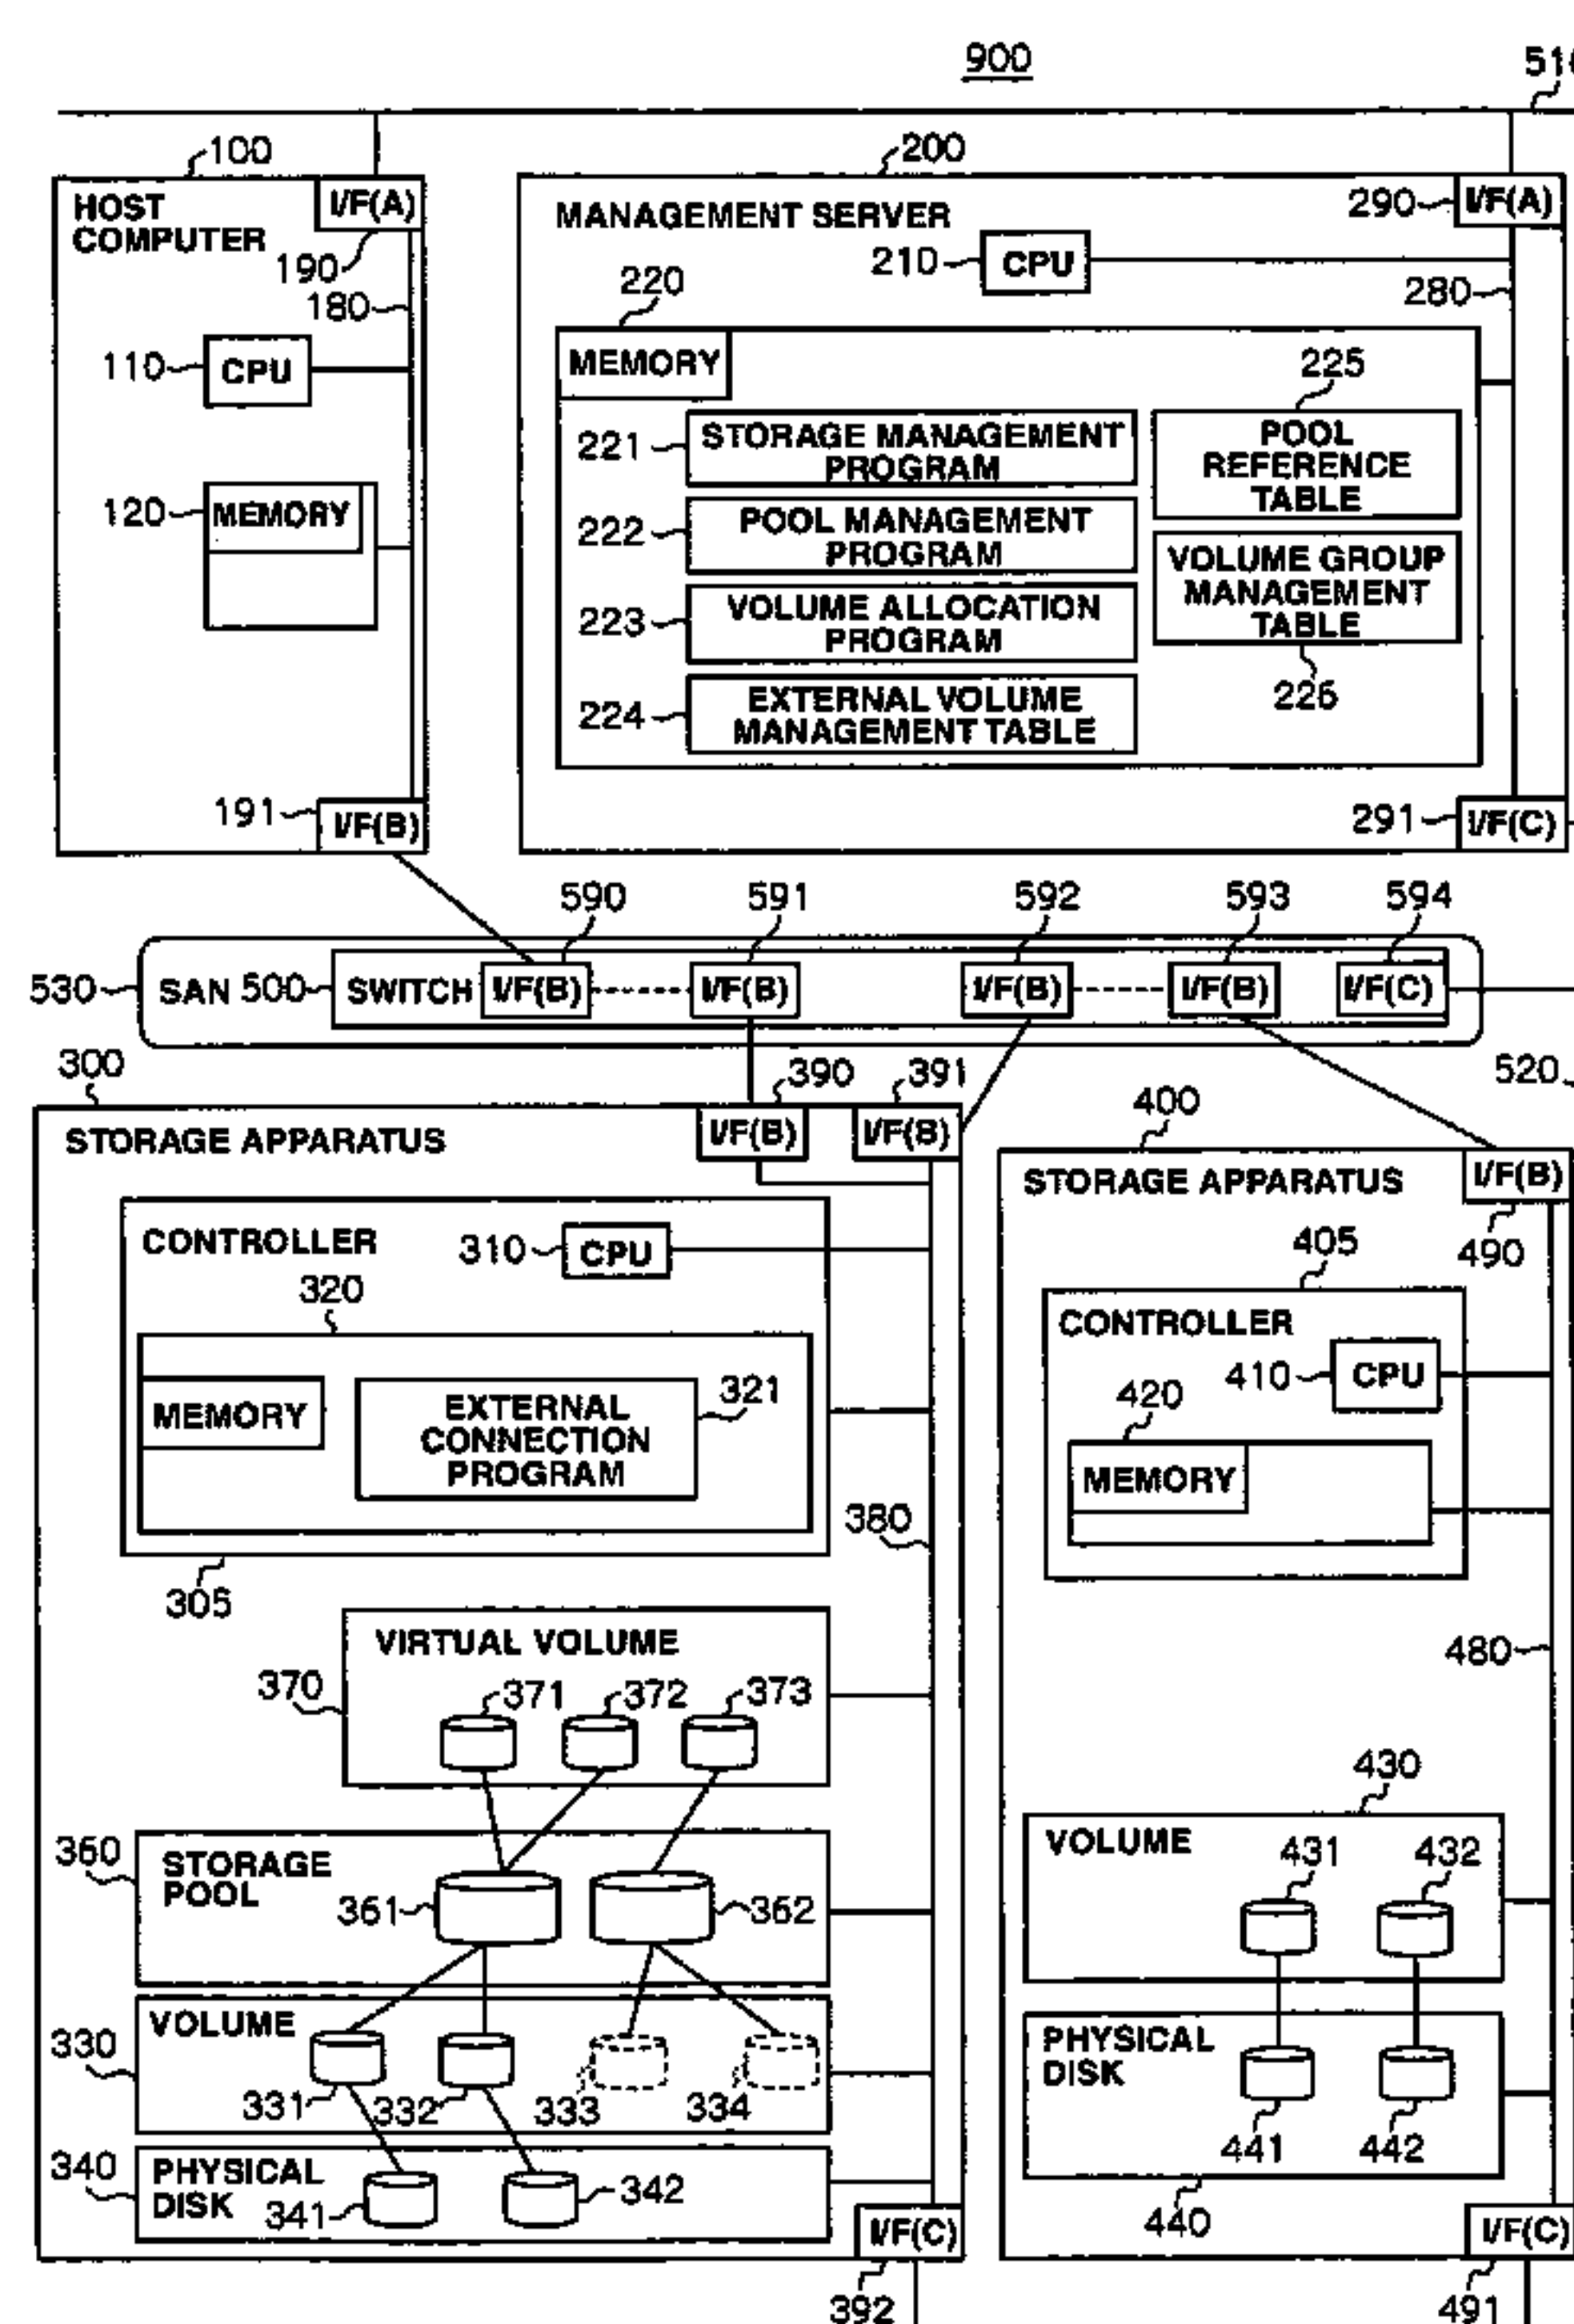 900
510
100
HOST
COMPUTER
I/F(A)
190
180
110
CPU
120
MEMORY
191
I/F(B)
200
MANAGEMENT SERVER
290
I/F(A)
210
CPU
280
220
MEMORY
221
STORAGE MANAGEMENT
PROGRAM
222
POOL MANAGEMENT
PROGRAM
223
VOLUME ALLOCATION
PROGRAM
224
EXTERNAL VOLUME
MANAGEMENT TABLE
225
POOL
REFERENCE
TABLE
VOLUME GROUP
MANAGEMENT
TABLE
226
291
I/F(C)
590
591
592
593
594
530
SAN
500
SWITCH
I/F(B)
I/F(B)
I/F(B)
I/F(B)
I/F(C)
520
300
STORAGE APPARATUS
390
391
I/F(B)
I/F(B)
CONTROLLER
310
CPU
320
MEMORY
EXTERNAL
CONNECTION
PROGRAM
321
305
380
VIRTUAL VOLUME
370
371
372
373
360
STORAGE
POOL
361
362
330
VOLUME
331
332
333
334
340
PHYSICAL
DISK
341
342
I/F(C)
392
400
STORAGE APPARATUS
I/F(B)
490
405
CONTROLLER
410
CPU
420
MEMORY
480
430
VOLUME
431
432
PHYSICAL
DISK
441
442
440
I/F(C)
491